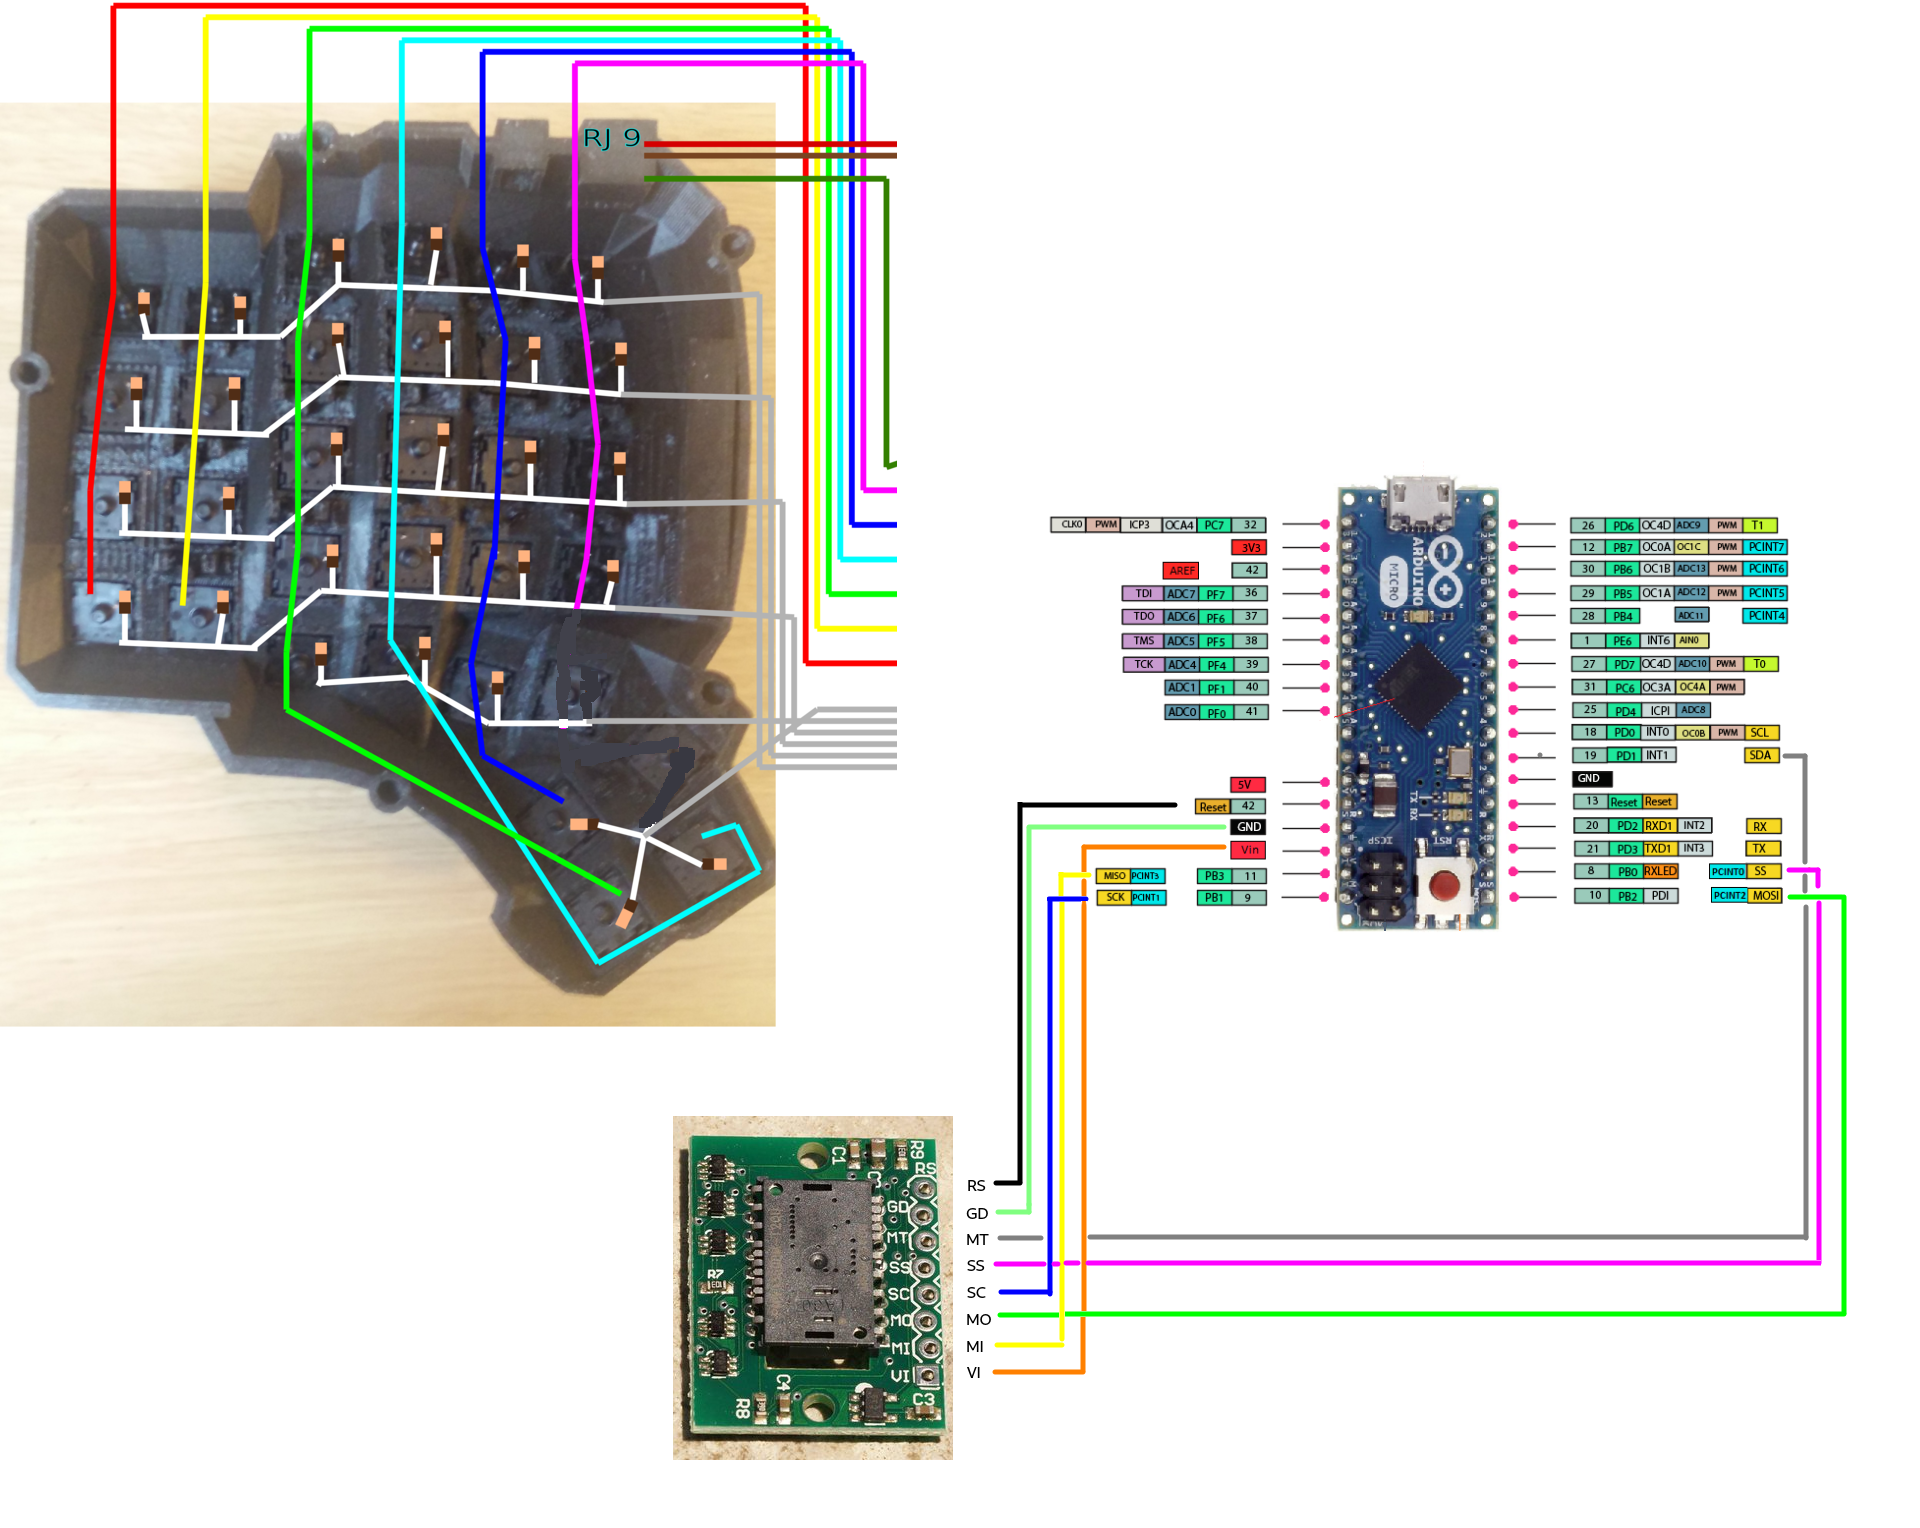 RJ 9
CLKO PWM ICP3 OCA4 PC7 32
3V3
AREF 42
TDI ADC7 PF7 36
TDO ADC6 PF6 37
TMS ADC5 PF5 38
TCK ADC4 PF4 39
ADC1 PF1 40
ADC0 PF0 41
5V
Reset 42
GND
Vin
MISO PCINT3 PB3 11
SCK PCINT1 PB1 9
ARDUINO
MICRO
TX RX
ICSP
RST
26 PD6 OC4D ADC9 PWM T1
12 PB7 OC0A OC1C PWM PCINT7
30 PB6 OC1B ADC13 PWM PCINT6
29 PB5 OC1A ADC12 PWM PCINT5
28 PB4 ADC11 PCINT4
1 PE6 INT6 AIN0
27 PD7 OC4D ADC10 PWM T0
31 PC6 OC3A OC4A PWM
25 PD4 ICPI ADC8
18 PD0 INT0 OC0B PWM SCL
19 PD1 INT1 SDA
GND
13 Reset Reset
20 PD2 RXD1 INT2 RX
21 PD3 TXD1 INT3 TX
8 PB0 RXLED PCINT0 SS
10 PB2 PDI PCINT2 MOSI
C1
R9
RS
GD
MT
SS
SC
MO
MI
VI
R7
R8
C4
C3
RS
GD
MT
SS
SC
MO
MI
VI